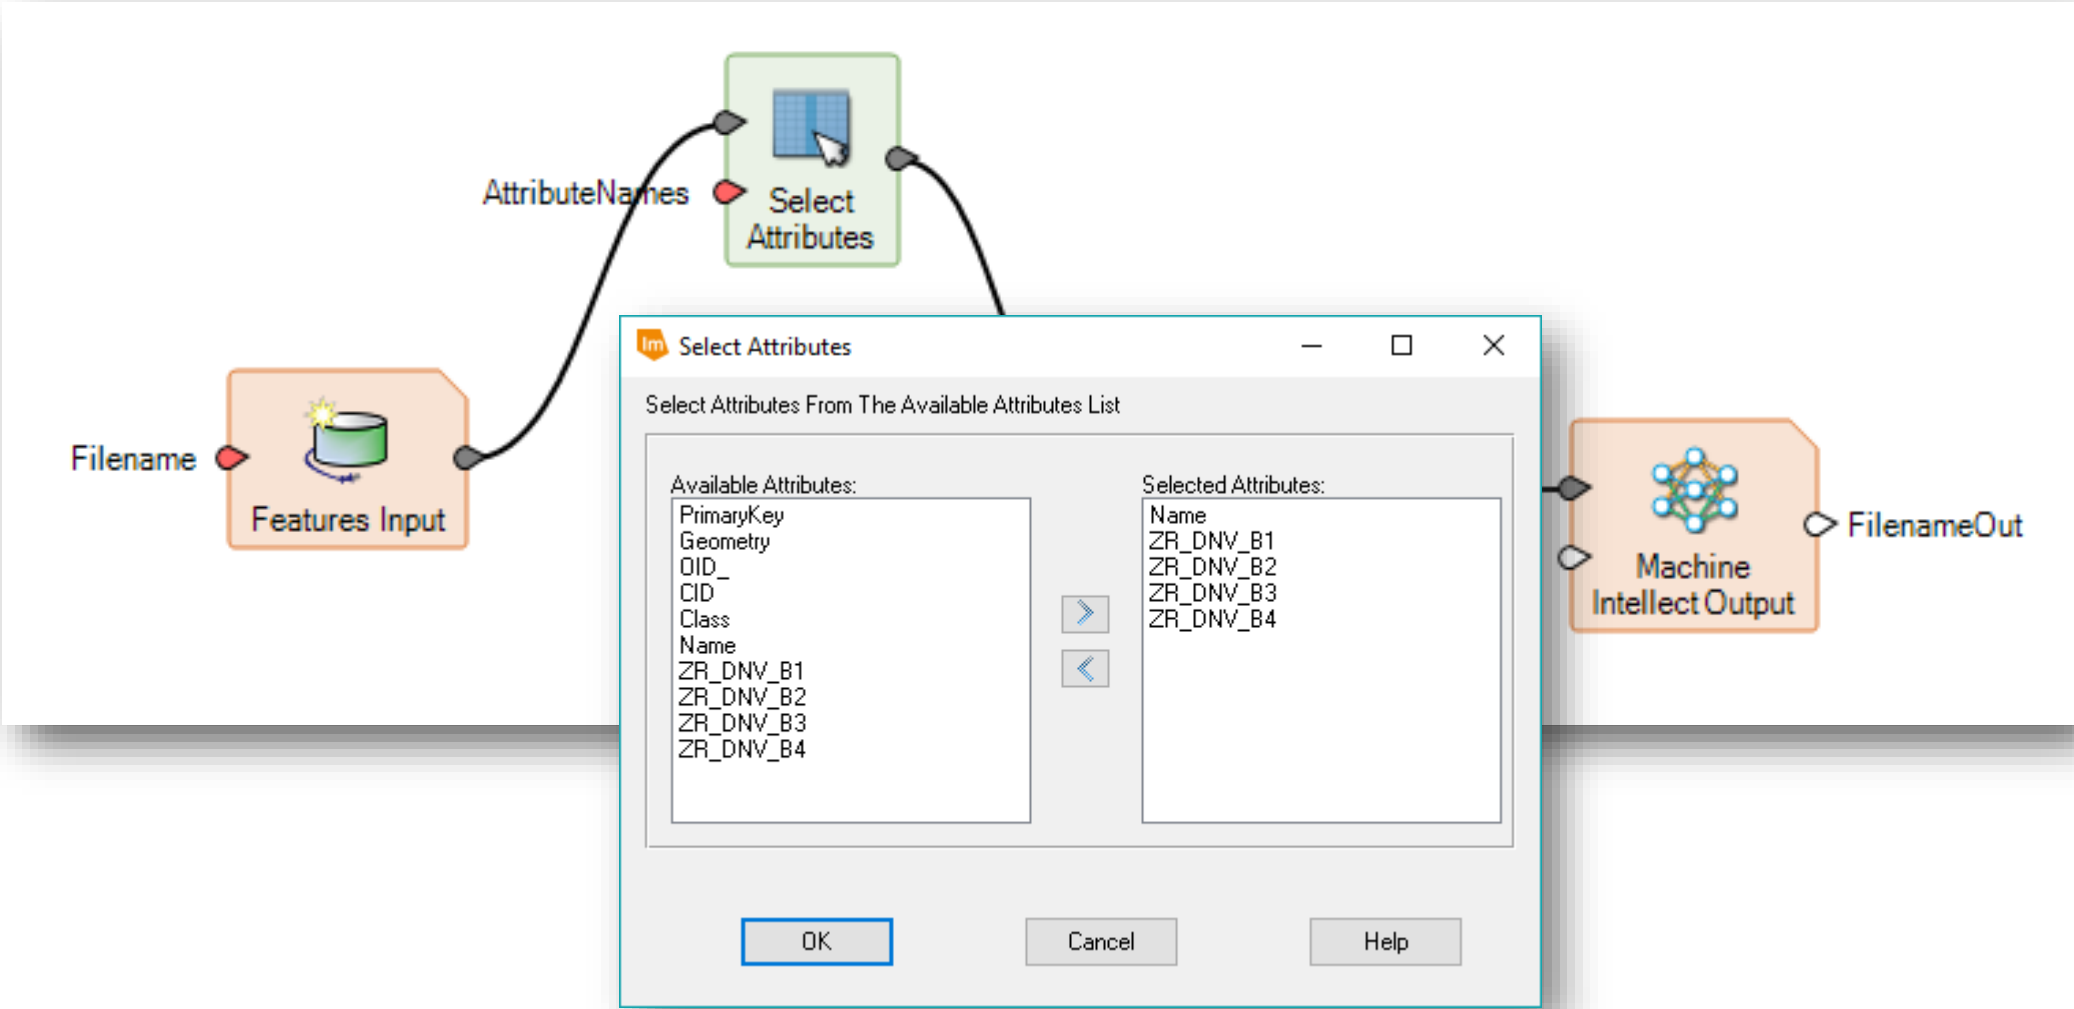 AttributeNames
Select
Attributes
Filename
Features Input
Im
Select Attributes
Select Attributes From The Available Attributes List
Available Attributes:
PrimaryKey
Geometry
OID_
CID
Class
Name
ZR_DNV_B1
ZR_DNV_B2
ZR_DNV_B3
ZR_DNV_B4
Selected Attributes:
Name
ZR_DNV_B1
ZR_DNV_B2
ZR_DNV_B3
ZR_DNV_B4
OK
Cancel
Help
Machine
Intellect Output
FilenameOut